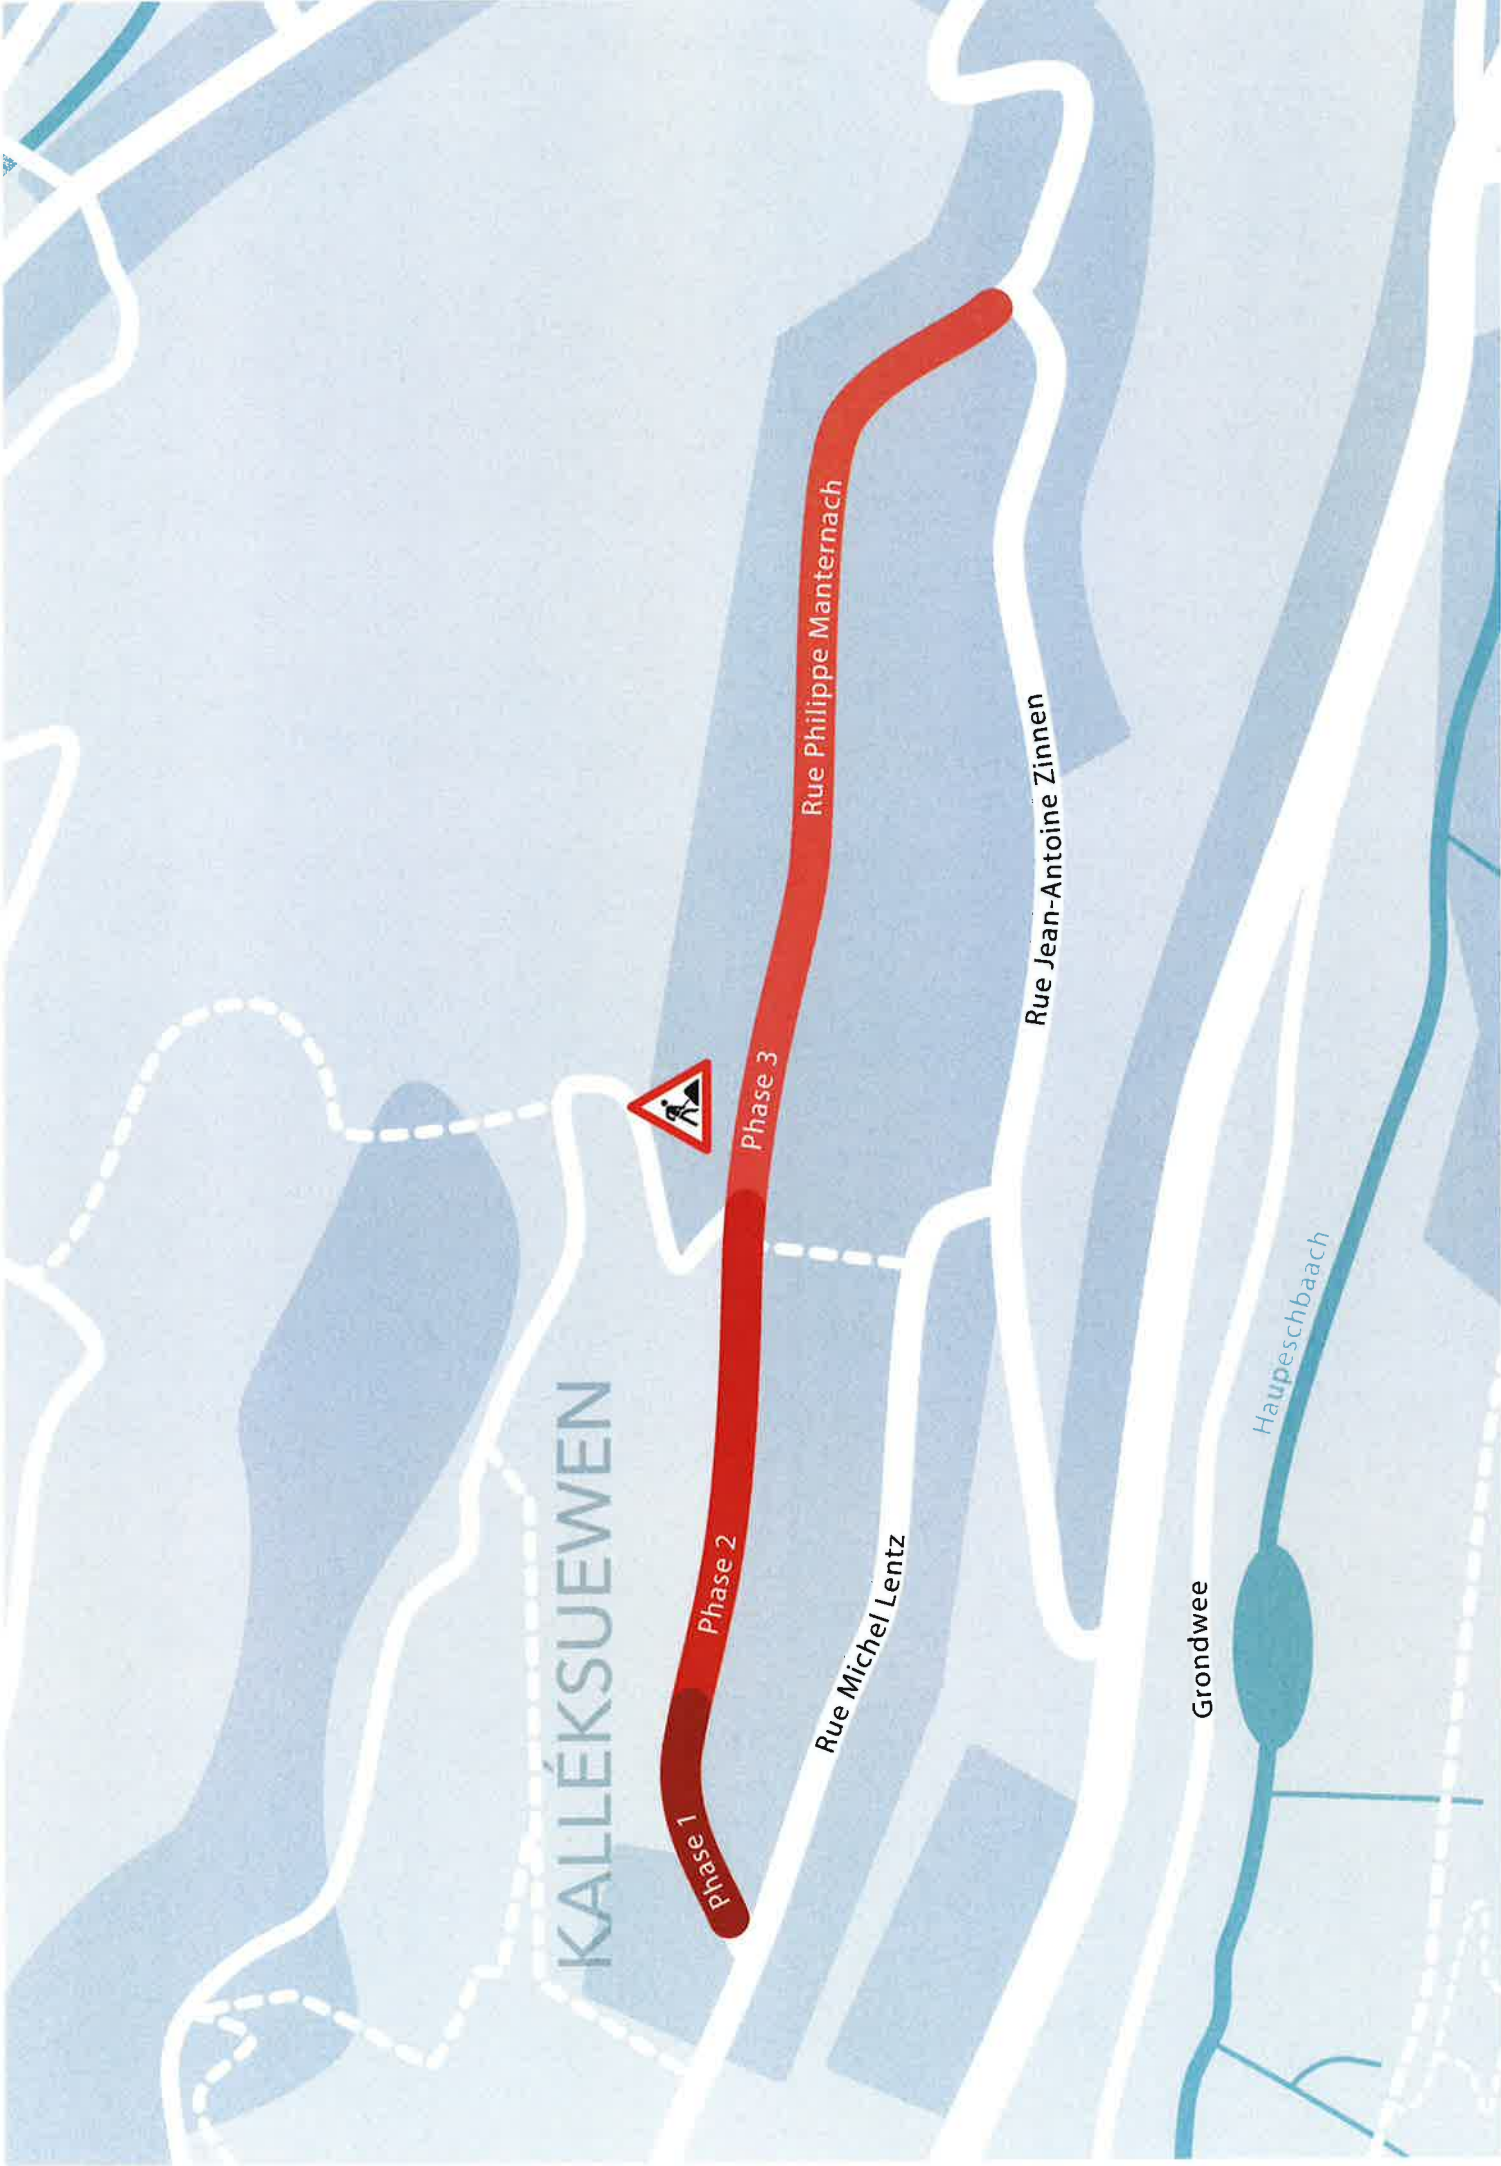 KALLÉKSUEWEN
Phase 1
Phase 2
Phase 3
Rue Philippe Manternach
Rue Michel Lentz
Rue Jean-Antoine Zinnen
Grondwee
Haupeschbaach